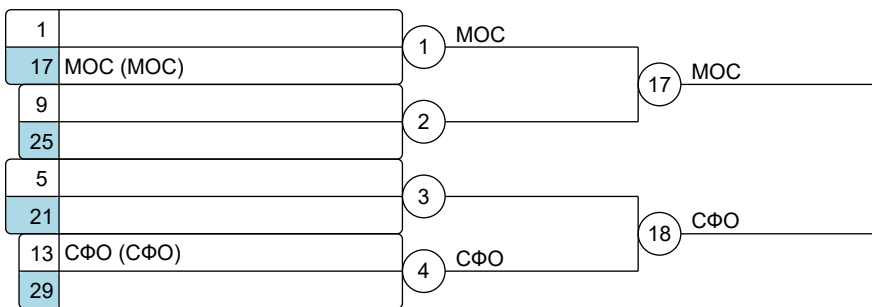 1
17 МОС (МОС)
1 МОС
9
25
2
17 МОС
5
21
3
13 СФО (СФО)
29
4 СФО
18 СФО